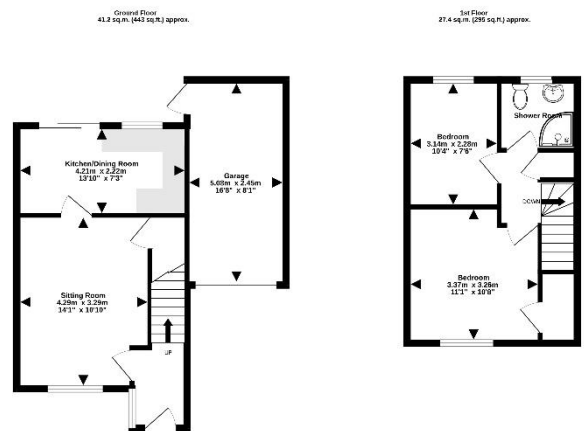 Ground Floor
41.2 sq.m. (443 sq.ft.) approx.
1st Floor
27.4 sq.m. (295 sq.ft.) approx.
Kitchen/Dining Room
4.21m x 2.22m
13'10" x 7'3"
Garage
5.08m x 2.45m
16'8" x 8'1"
Sitting Room
4.29m x 3.29m
14'1" x 10'10"
UP
Bedroom
3.14m x 2.28m
10'4" x 7'6"
Shower Room
DOWN
Bedroom
3.37m x 3.26m
11'1" x 10'8"